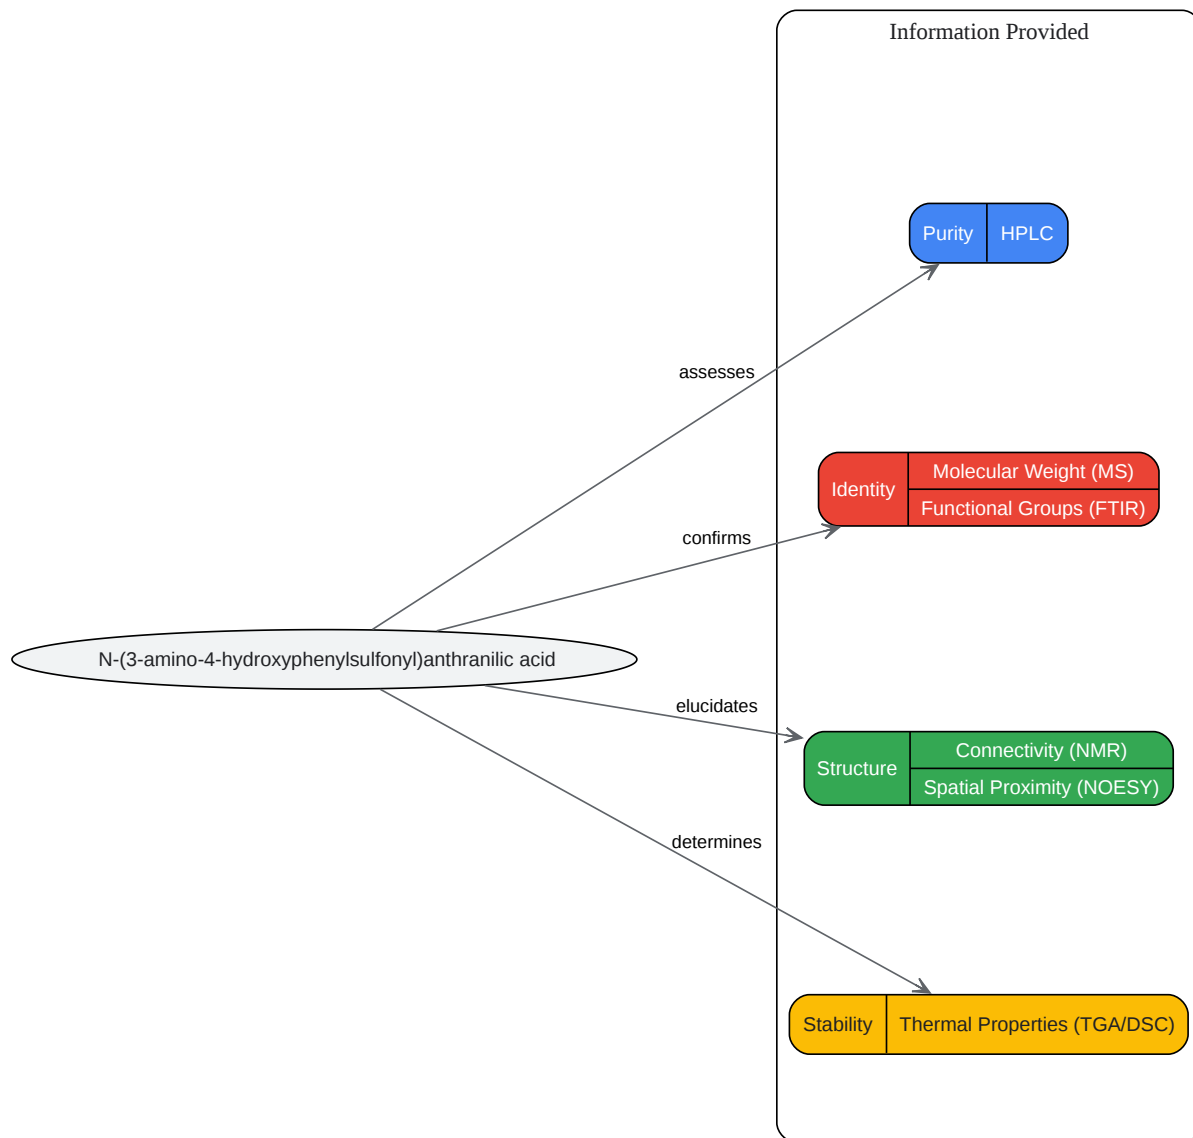 Information Provided
Purity
HPLC
assesses
Identity
Molecular Weight (MS)
Functional Groups (FTIR)
confirms
N-(3-amino-4-hydroxyphenylsulfonyl)anthranilic acid
elucidates
Structure
Connectivity (NMR)
Spatial Proximity (NOESY)
determines
Stability
Thermal Properties (TGA/DSC)